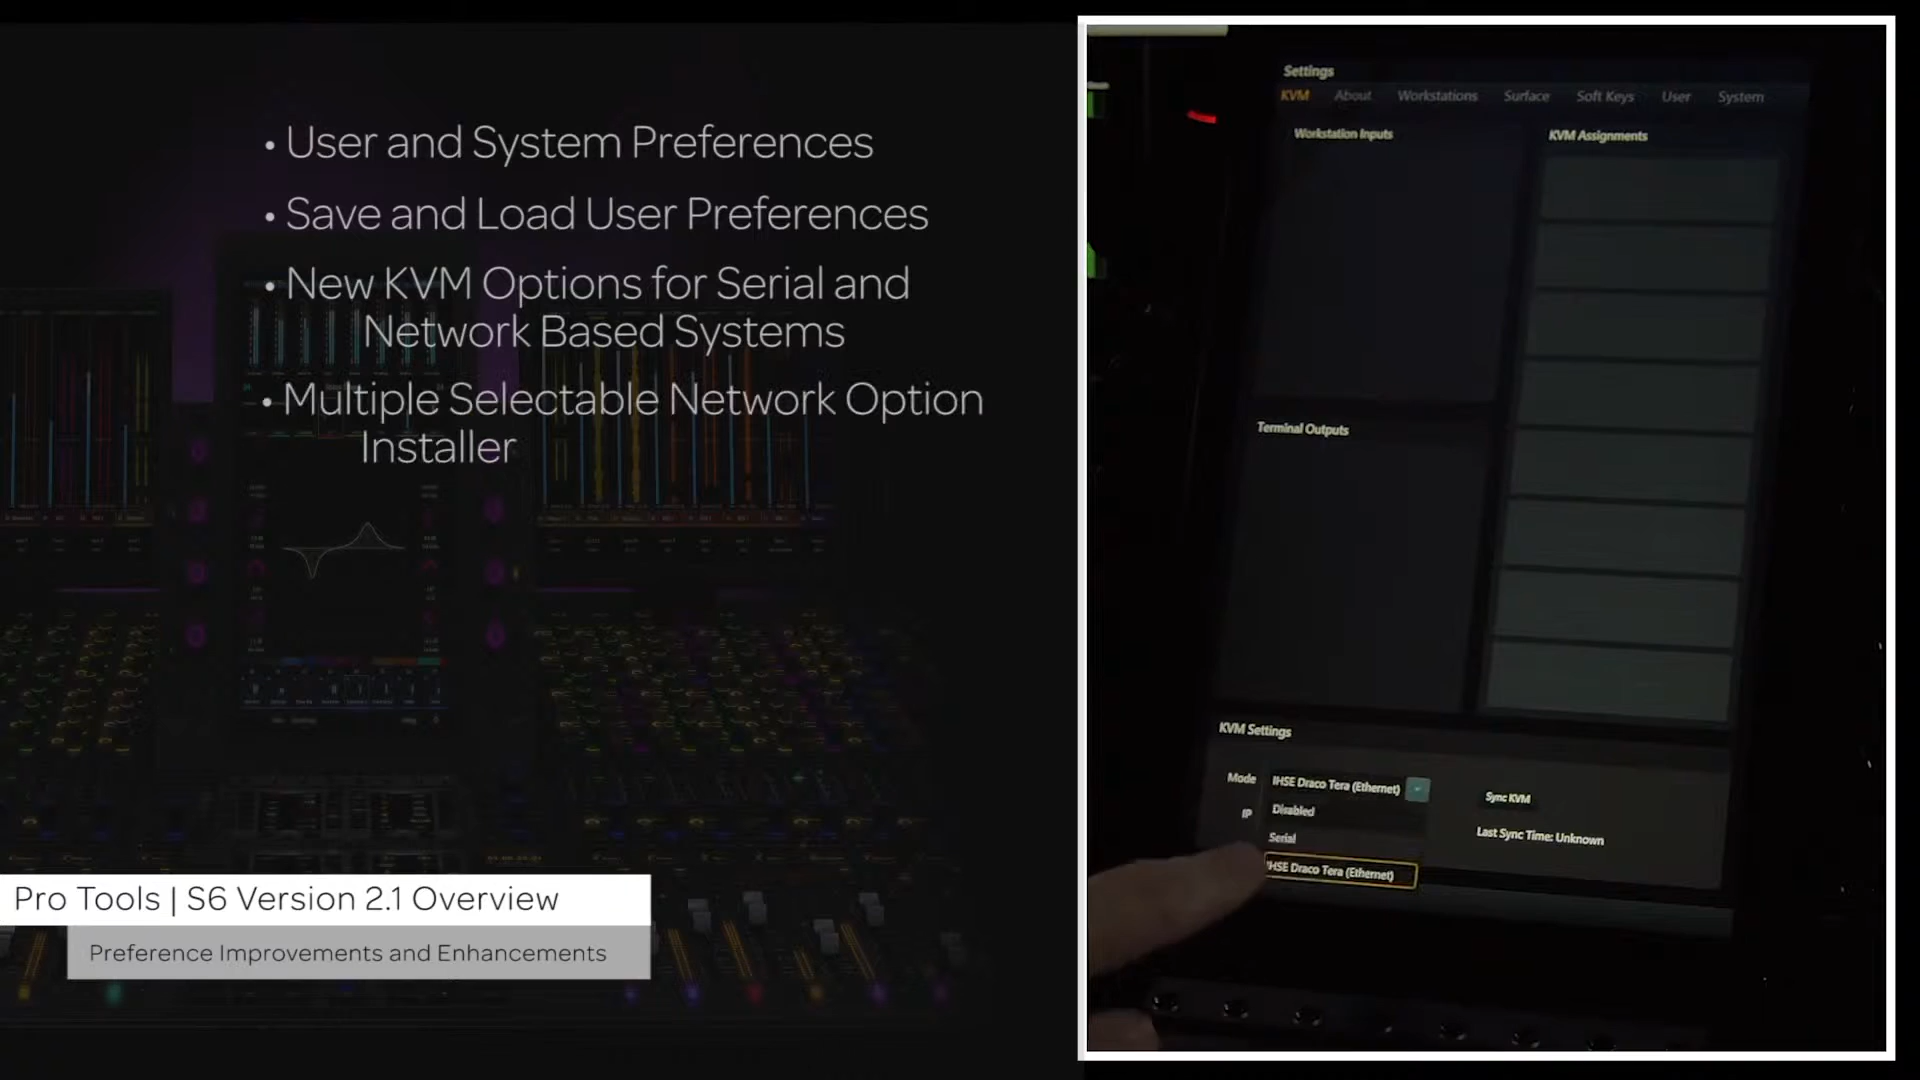 • User and System Preferences
• Save and Load User Preferences
• New KVM Options for Serial and
Network Based Systems
• Multiple Selectable Network Option
Installer
Pro Tools | S6 Version 2.1 Overview
Preference Improvements and Enhancements
Settings
KVM About Workstations Surface Soft Keys User System
Workstation Inputs
KVM Assignments
Terminal Outputs
KVM Settings
Mode IHSE Draco Tera (Ethernet)
Sync KVM
IP Disabled
Last Sync Time: Unknown
Serial
IHSE Draco Tera (Ethernet)